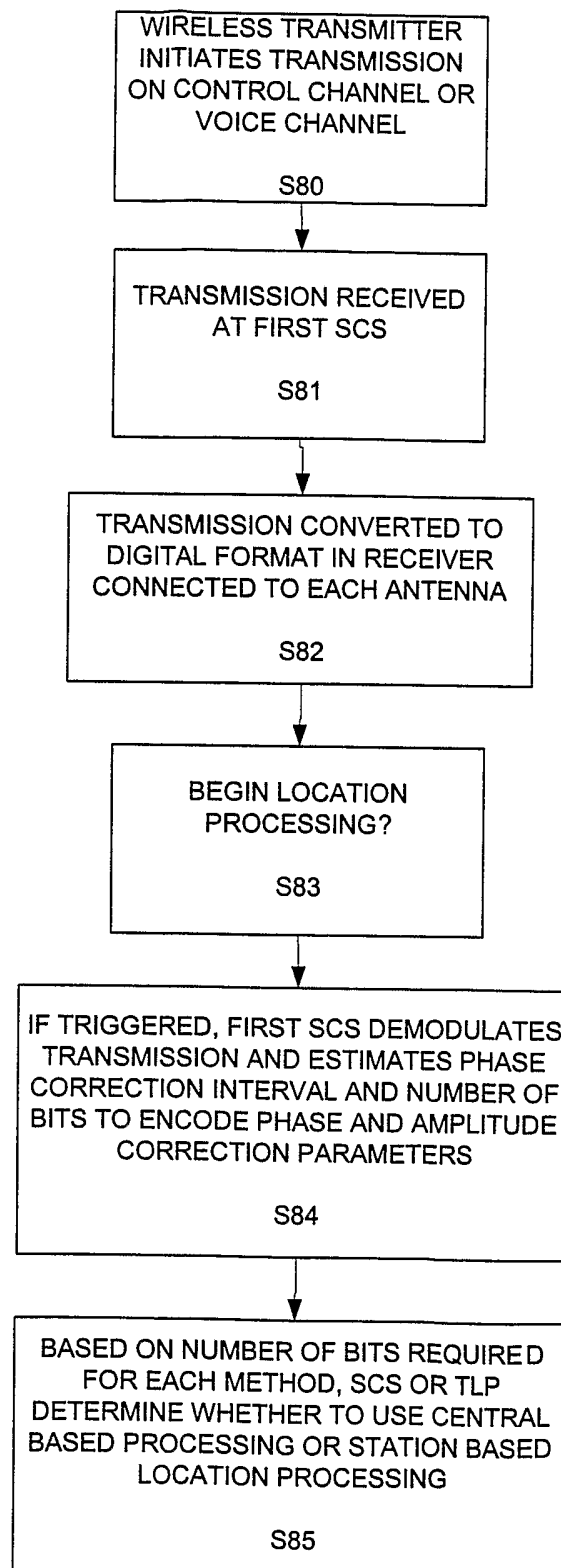 WIRELESS TRANSMITTER
INITIATES TRANSMISSION
ON CONTROL CHANNEL OR
VOICE CHANNEL
S80
TRANSMISSION RECEIVED
AT FIRST SCS
S81
TRANSMISSION CONVERTED TO
DIGITAL FORMAT IN RECEIVER
CONNECTED TO EACH ANTENNA
S82
BEGIN LOCATION
PROCESSING?
S83
IF TRIGGERED, FIRST SCS DEMODULATES
TRANSMISSION AND ESTIMATES PHASE
CORRECTION INTERVAL AND NUMBER OF
BITS TO ENCODE PHASE AND AMPLITUDE
CORRECTION PARAMETERS
S84
BASED ON NUMBER OF BITS REQUIRED
FOR EACH METHOD, SCS OR TLP
DETERMINE WHETHER TO USE CENTRAL
BASED PROCESSING OR STATION BASED
LOCATION PROCESSING
S85